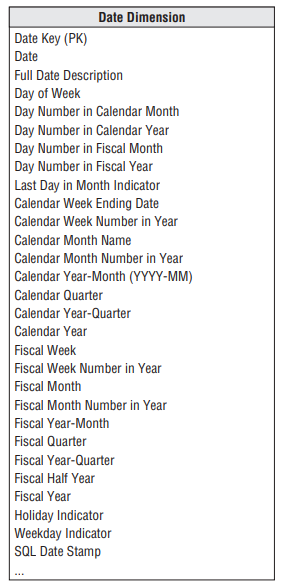 Date Dimension
Date Key (PK)
Date
Full Date Description
Day of Week
Day Number in Calendar Month
Day Number in Calendar Year
Day Number in Fiscal Month
Day Number in Fiscal Year
Last Day in Month Indicator
Calendar Week Ending Date
Calendar Week Number in Year
Calendar Month Name
Calendar Month Number in Year
Calendar Year-Month (YYYY-MM)
Calendar Quarter
Calendar Year-Quarter
Calendar Year
Fiscal Week
Fiscal Week Number in Year
Fiscal Month
Fiscal Month Number in Year
Fiscal Year-Month
Fiscal Quarter
Fiscal Year-Quarter
Fiscal Half Year
Fiscal Year
Holiday Indicator
Weekday Indicator
SQL Date Stamp
...